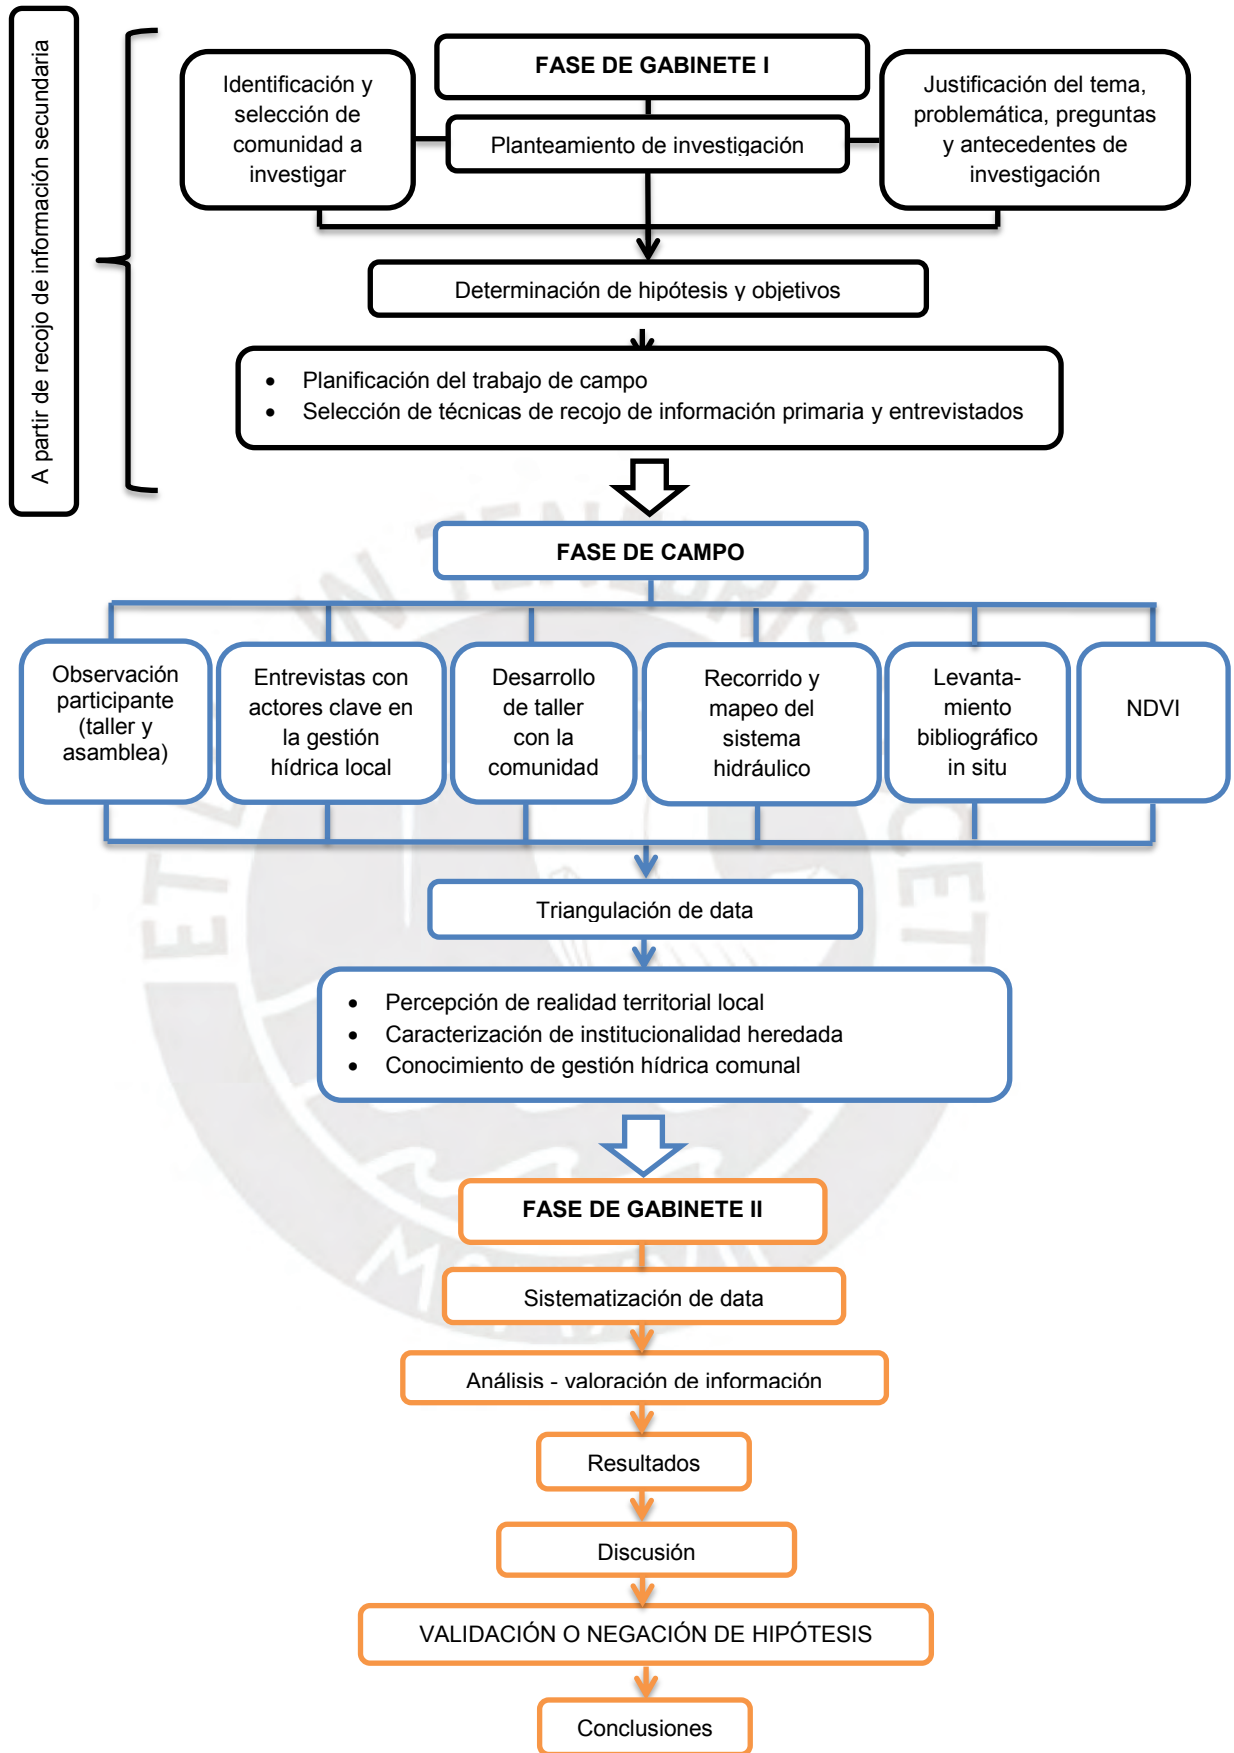 A partir de recojo de información secundaria
FASE DE GABINETE I
Identificación y
selección de
comunidad a
investigar
Planteamiento de investigación
Justificación del tema,
problemática, preguntas
y antecedentes de
investigación
Determinación de hipótesis y objetivos
• Planificación del trabajo de campo
• Selección de técnicas de recojo de información primaria y entrevistados
FASE DE CAMPO
Observación
participante
(taller y
asamblea)
Entrevistas con
actores clave en
la gestión
hídrica local
Desarrollo
de taller
con la
comunidad
Recorrido y
mapeo del
sistema
hidráulico
Levanta-
miento
bibliográfico
in situ
NDVI
Triangulación de data
• Percepción de realidad territorial local
• Caracterización de institucionalidad heredada
• Conocimiento de gestión hídrica comunal
FASE DE GABINETE II
Sistematización de data
Análisis - valoración de información
Resultados
Discusión
VALIDACIÓN O NEGACIÓN DE HIPÓTESIS
Conclusiones